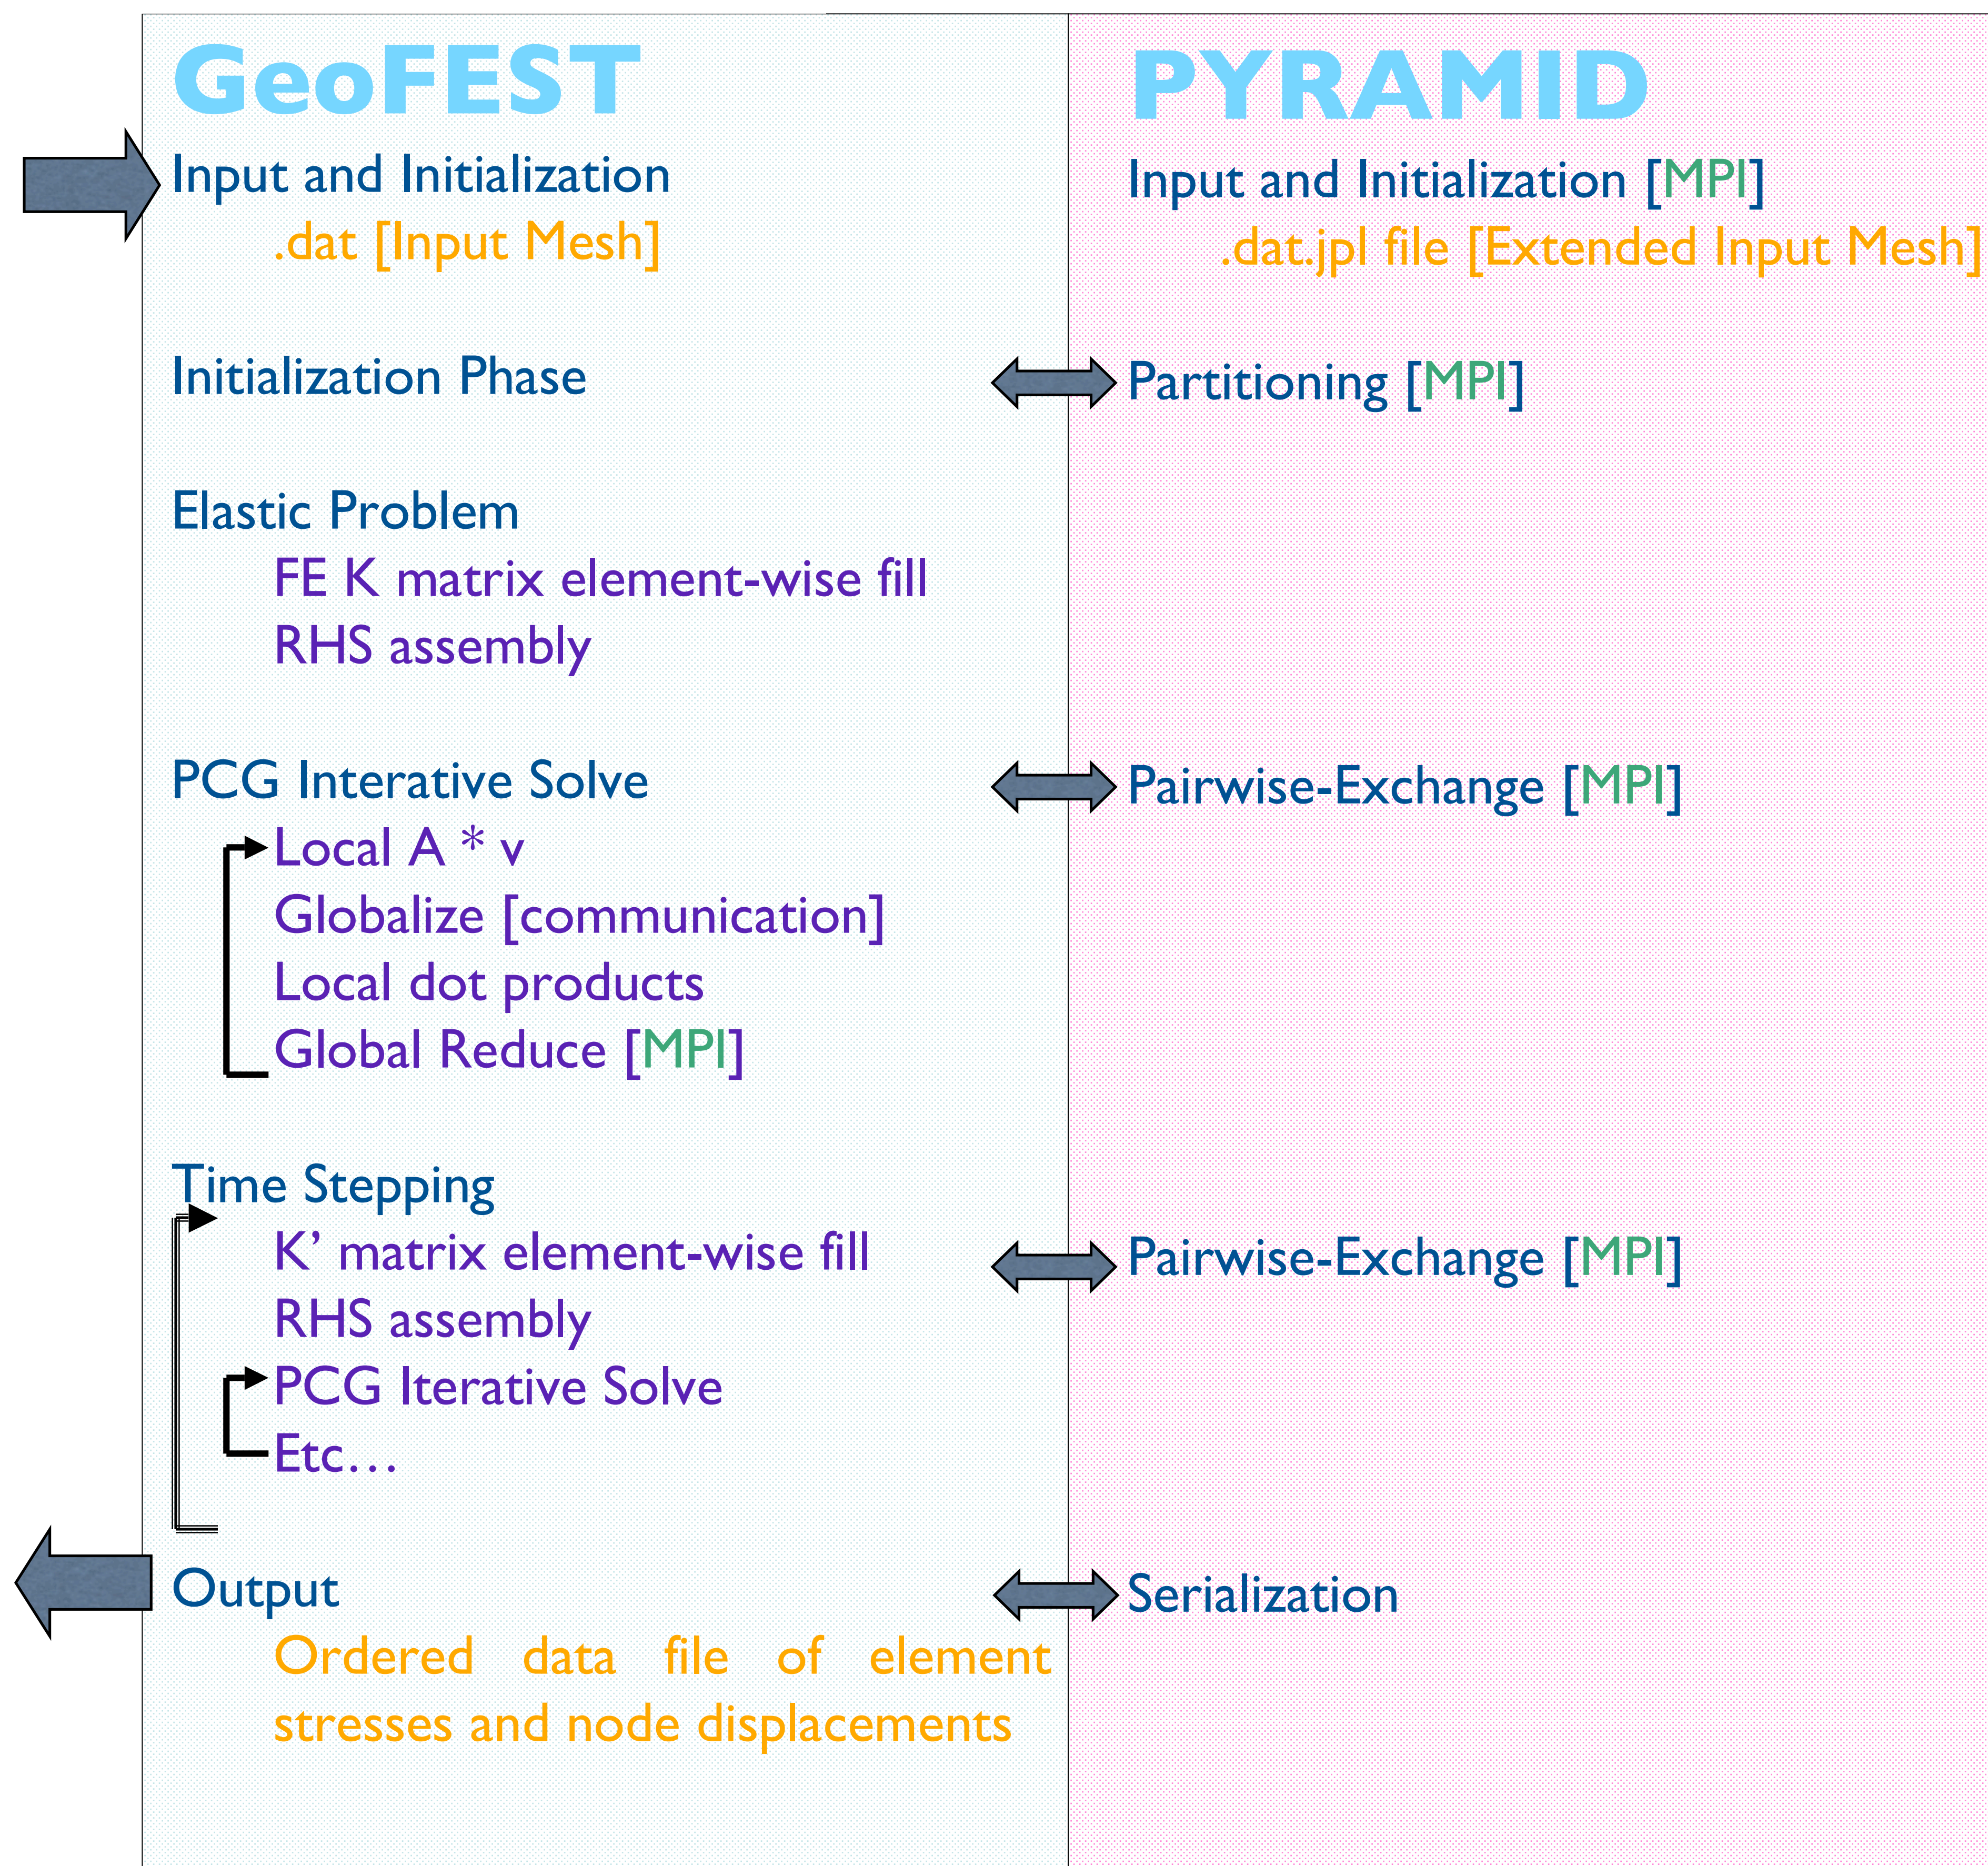 GeoFEST
Input and Initialization
.dat [Input Mesh]
Initialization Phase
Elastic Problem
FE K matrix element-wise fill
RHS assembly
PCG Interative Solve
Local A * v
Globalize [communication]
Local dot products
Global Reduce [MPI]
Time Stepping
K’ matrix element-wise fill
RHS assembly
PCG Iterative Solve
Etc…
Output
Ordered data file of element
stresses and node displacements
PYRAMID
Input and Initialization [MPI]
.dat.jpl file [Extended Input Mesh]
Partitioning [MPI]
Pairwise-Exchange [MPI]
Pairwise-Exchange [MPI]
Serialization